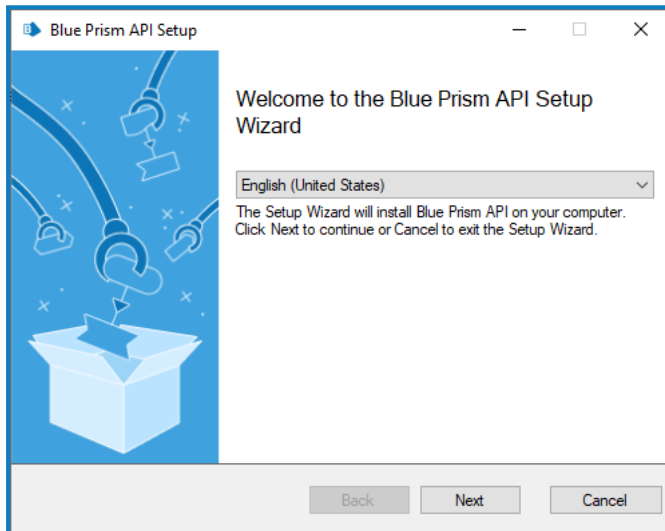 Blue Prism API Setup
Welcome to the Blue Prism API Setup
Wizard
English (United States)
The Setup Wizard will install Blue Prism API on your computer.
Click Next to continue or Cancel to exit the Setup Wizard.
Back Next Cancel